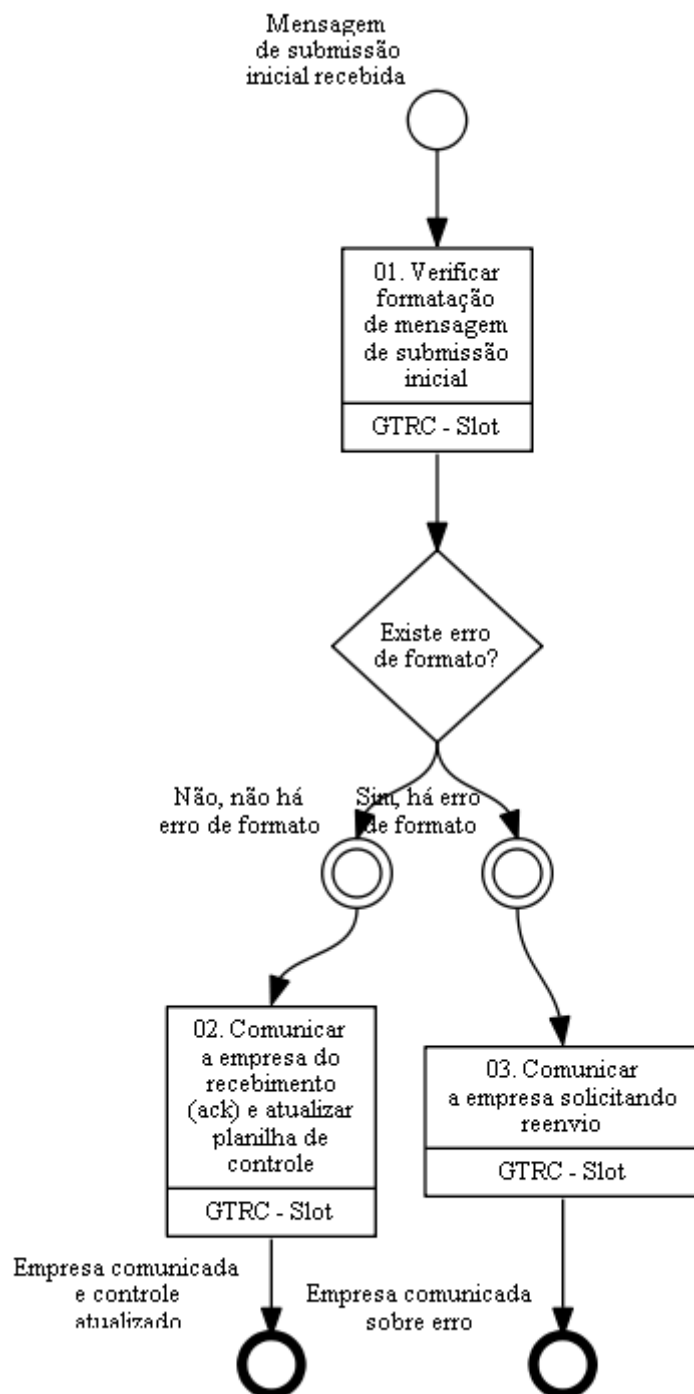 Mensagem
de submissão
inicial recebida
01. Verificar
formatação
de mensagem
de submissão
inicial
GTRC - Slot
Existe erro
de formato?
Não, não há
erro de formato
Sim, há erro
de formato
02. Comunicar
a empresa do
recebimento
(ack) e atualizar
planilha de
controle
GTRC - Slot
03. Comunicar
a empresa solicitando
reenvio
GTRC - Slot
Empresa comunicada
e controle
atualizado
Empresa comunicada
sobre erro